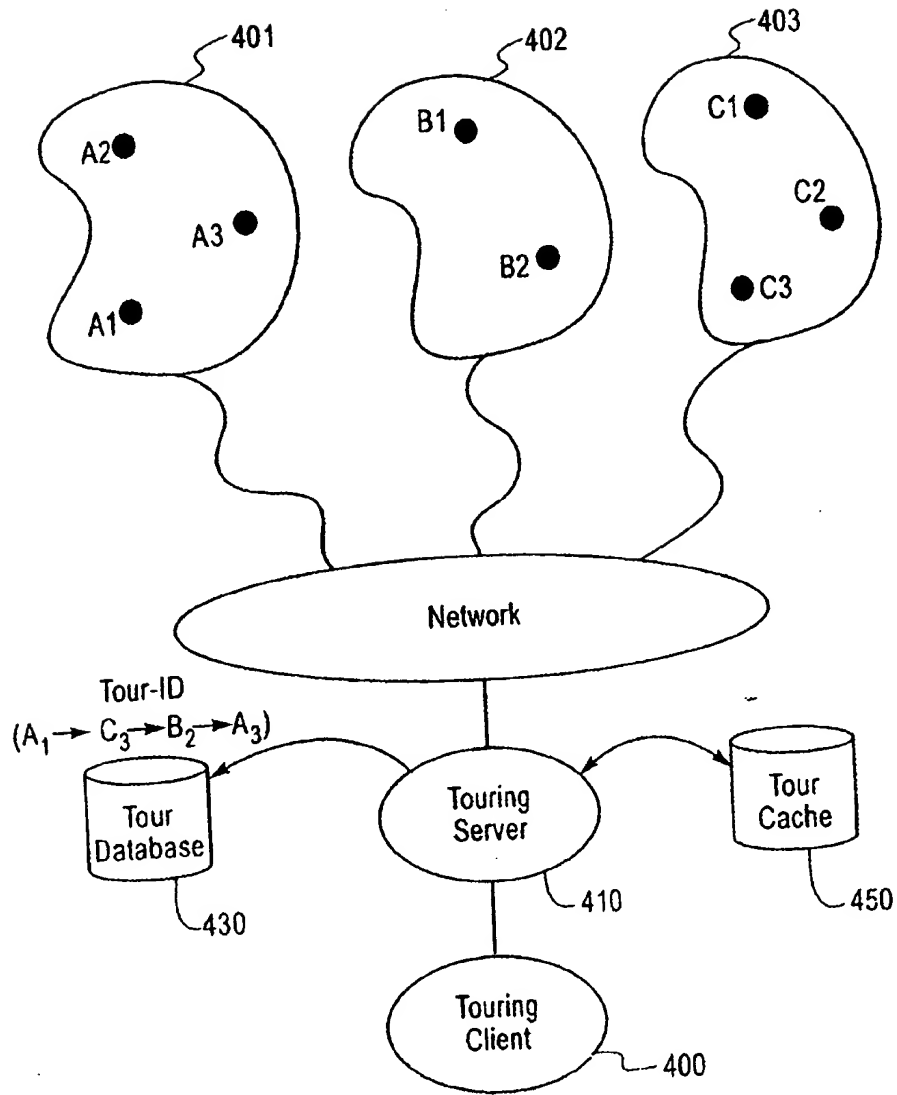 401
402
403
A2
A3
A1
B1
B2
C1
C2
C3
Network
Tour-ID
(A1→ C3→B2→A3)
Tour
Database
430
Touring
Server
410
Tour
Cache
450
Touring
Client
400